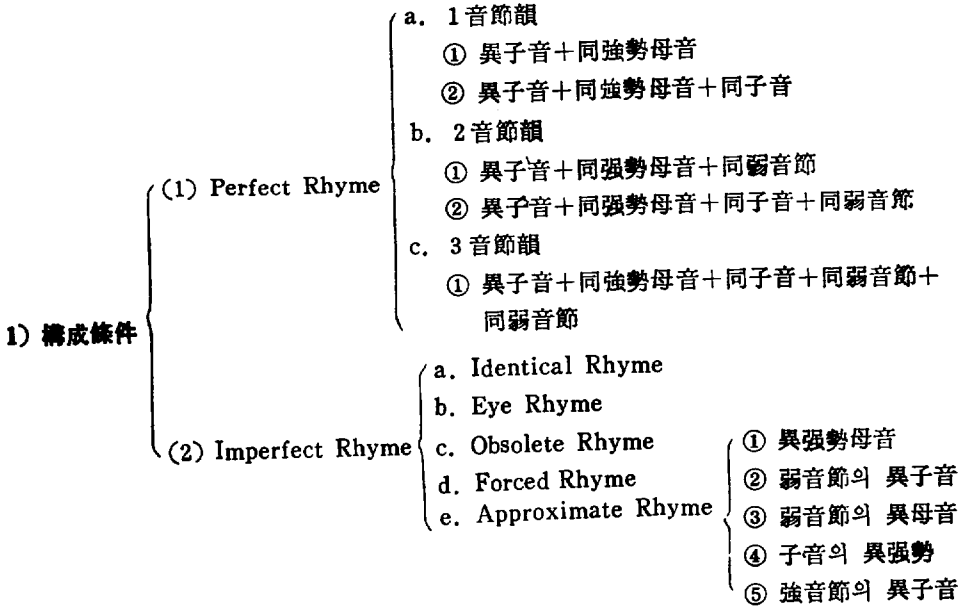 1) 構成條件
(1) Perfect Rhyme
a. 1音節韻
① 異子音+同強勢母音
② 異子音+同強勢母音+同子音
b. 2音節韻
① 異子音+同强勢母音+同弱音節
② 異子音+同强勢母音+同子音+同弱音節
c. 3音節韻
① 異子音+同強勢母音+同子音+同弱音節+
同弱音節
(2) Imperfect Rhyme
a. Identical Rhyme
b. Eye Rhyme
c. Obsolete Rhyme
d. Forced Rhyme
e. Approximate Rhyme
① 異强勢母音
② 弱音節의 異子音
③ 弱音節의 異母音
④ 子音의 異强勢
⑤ 強音節의 異子音